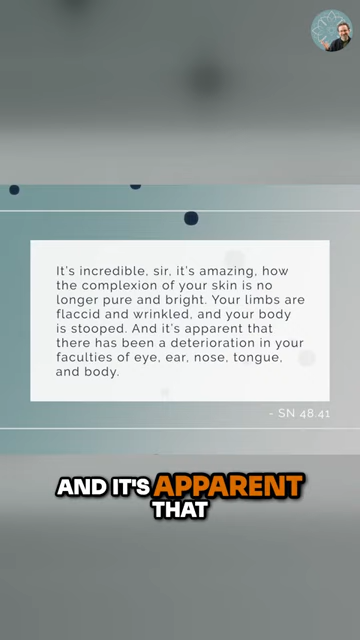 It's incredible, sir, it's amazing, how
the complexion of your skin is no
longer pure and bright. Your limbs are
flaccid and wrinkled, and your body
is stooped. And it's apparent that
there has been a deterioration in your
faculties of eye, ear, nose, tongue,
and body.
- SN 48.41
AND IT'S APPARENT
THAT